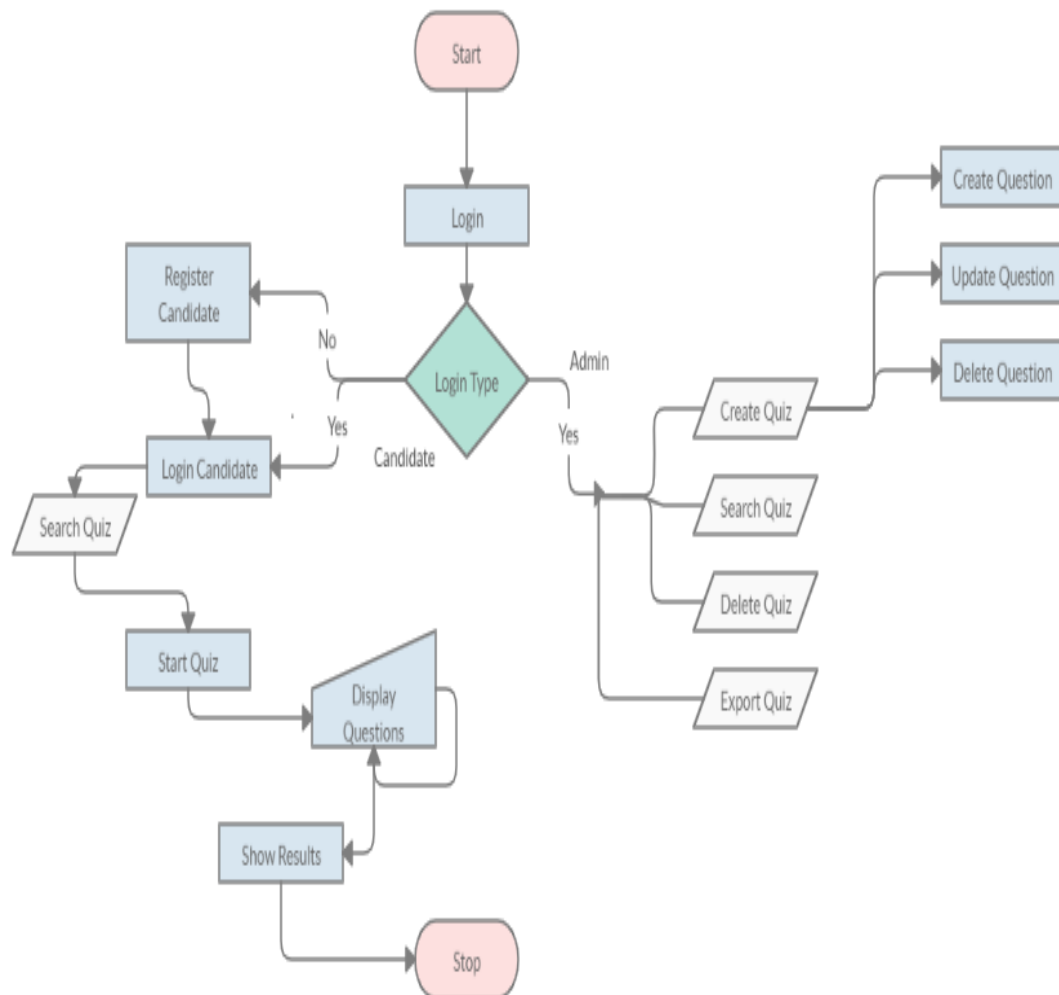 Start
Login
Login Type
Register
Candidate
No
Yes
Candidate
Login Candidate
Search Quiz
Start Quiz
Display
Questions
Show Results
Stop
Admin
Yes
Create Quiz
Search Quiz
Delete Quiz
Export Quiz
Create Question
Update Question
Delete Question